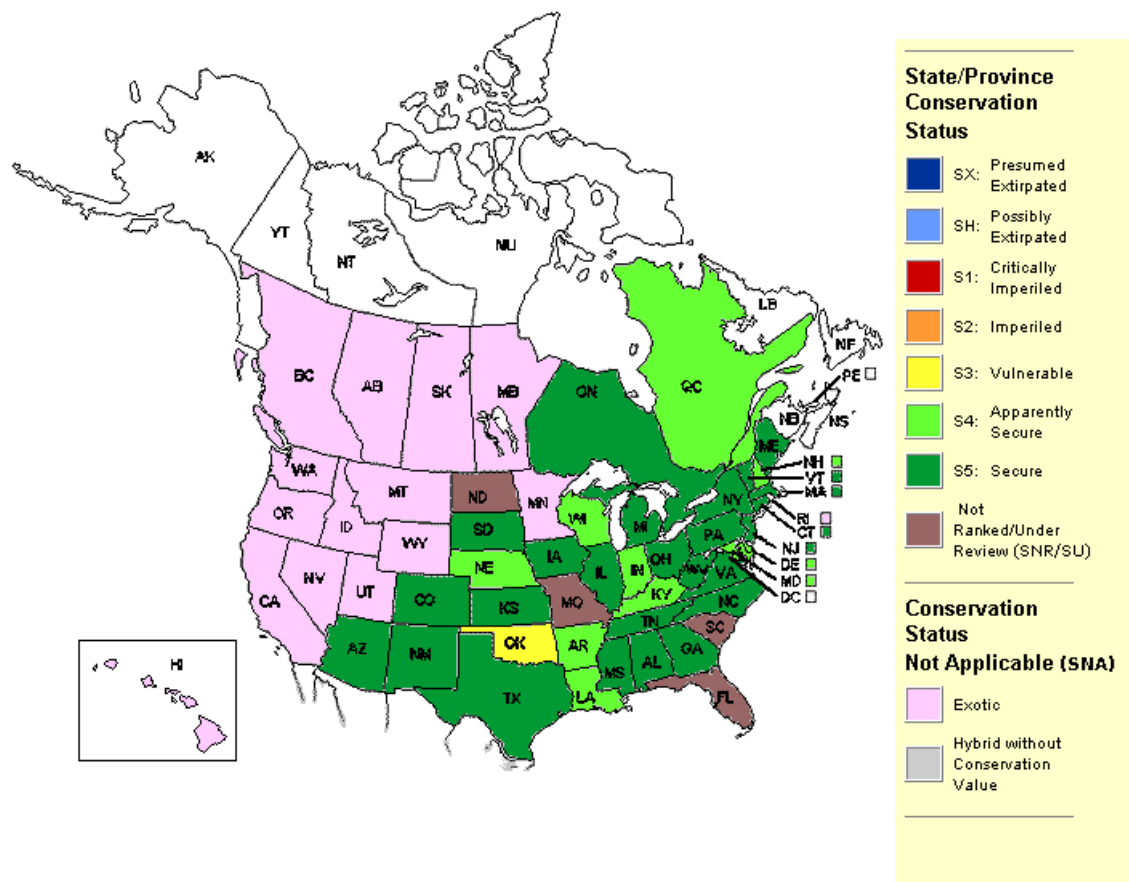 AK
YT
NT
NU
LB
NF
PE
NB
NS
BC
AB
SK
MB
ON
QC
ME
NH
VT
MA
RI
CT
NJ
DE
MD
DC
WA
MT
ND
MN
OR
ID
WY
SD
WI
MI
NY
PA
CA
NV
UT
CO
NE
IA
IL
IN
OH
WV
VA
KS
MO
KY
NC
TN
AZ
NM
OK
AR
SC
MS
AL
GA
TX
LA
FL
HI
State/Province
Conservation
Status
SX: Presumed
Extirpated
SH: Possibly
Extirpated
S1: Critically
Imperiled
S2: Imperiled
S3: Vulnerable
S4: Apparently
Secure
S5: Secure
Not
Ranked/Under
Review (SNR/SU)
Conservation
Status
Not Applicable (SNA)
Exotic
Hybrid without
Conservation
Value